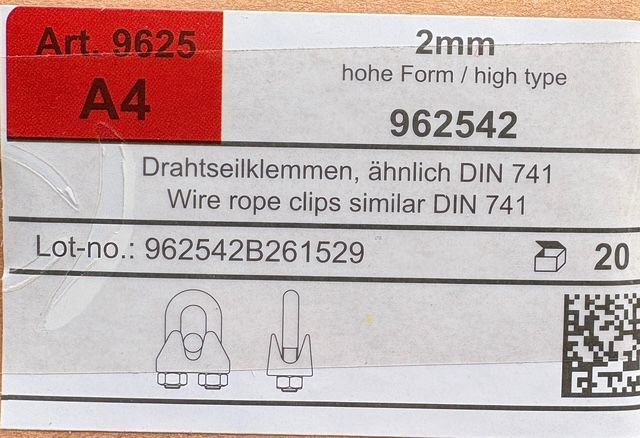 Art. 9625
A4
2mm
hohe Form / high type
962542
Drahtseilklemmen, ähnlich DIN 741
Wire rope clips similar DIN 741
Lot-no.: 962542B261529
20